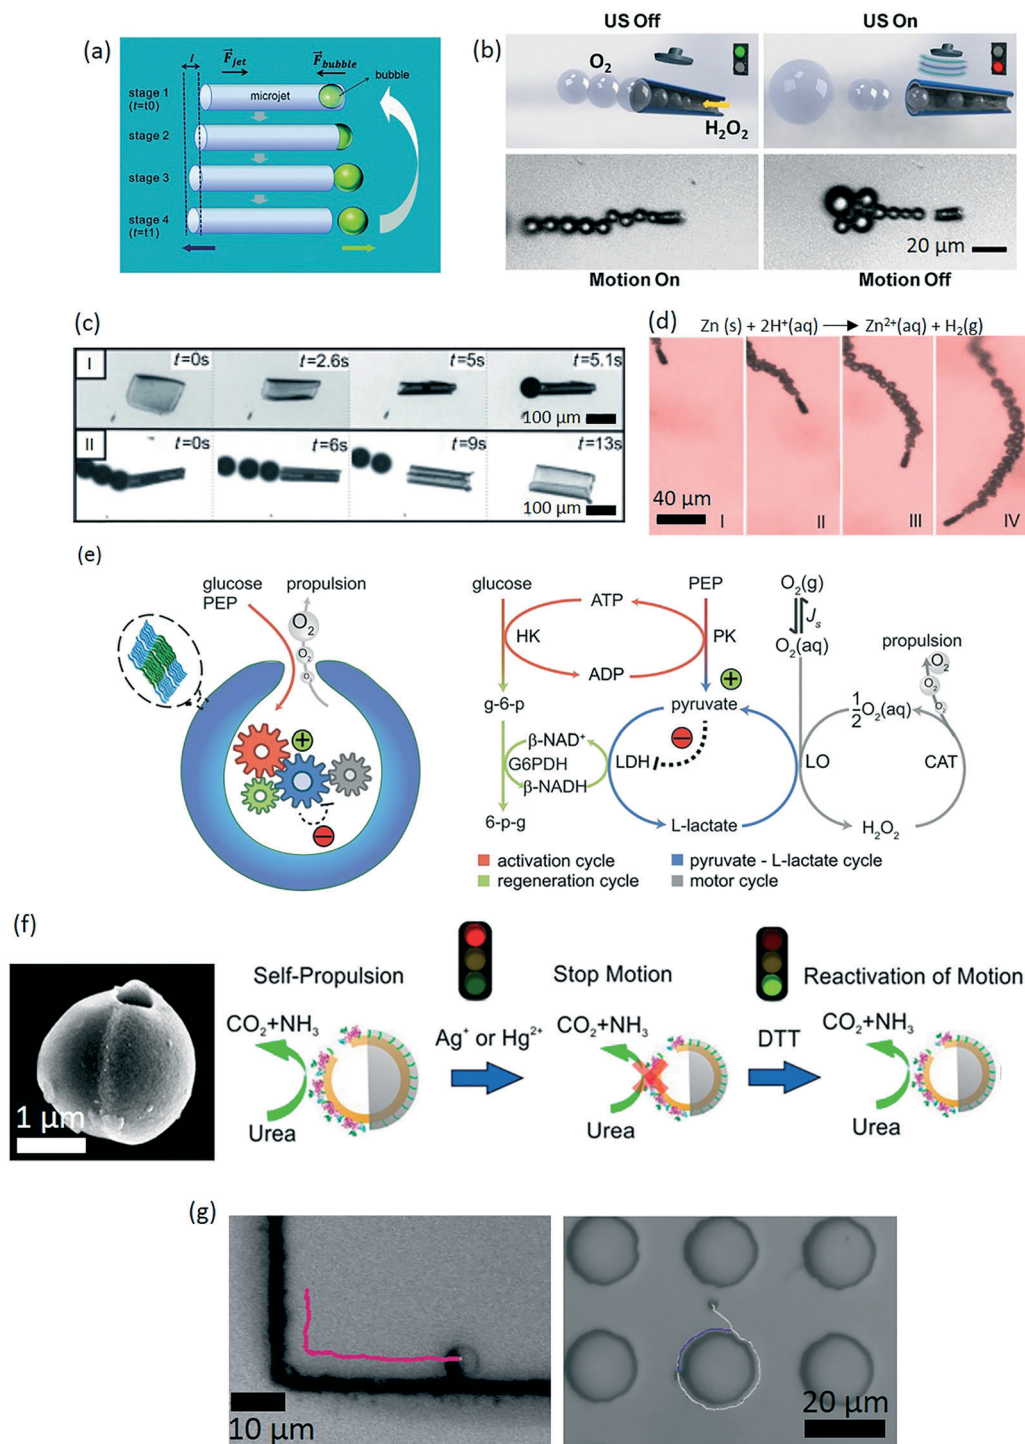 (a)
F_jet
F_bubble
l
bubble
stage 1
(t=t0)
microjet
stage 2
stage 3
stage 4
(t=t1)
(b)
US Off
US On
O₂
H₂O₂
20 µm
Motion On
Motion Off
(c)
I
t=0s
t=2.6s
t=5s
t=5.1s
100 µm
II
t=0s
t=6s
t=9s
t=13s
100 µm
(d)
Zn (s) + 2H⁺(aq) → Zn²⁺(aq) + H₂(g)
40 µm
I
II
III
IV
(e)
glucose
PEP
propulsion
O₂
O₂
O₂
+
−
glucose
PEP
O₂(g)
ATP
Jₛ
HK
PK
O₂(aq)
propulsion
ADP
+
O₂
O₂
O₂
g-6-p
pyruvate
½O₂(aq)
−
β-NAD⁺
G6PDH
LDH
LO
CAT
β-NADH
6-p-g
L-lactate
H₂O₂
activation cycle
pyruvate - L-lactate cycle
regeneration cycle
motor cycle
(f)
1 µm
Self-Propulsion
Stop Motion
Reactivation of Motion
CO₂+NH₃
Ag⁺ or Hg²⁺
CO₂+NH₃
DTT
CO₂+NH₃
Urea
Urea
Urea
(g)
10 µm
20 µm